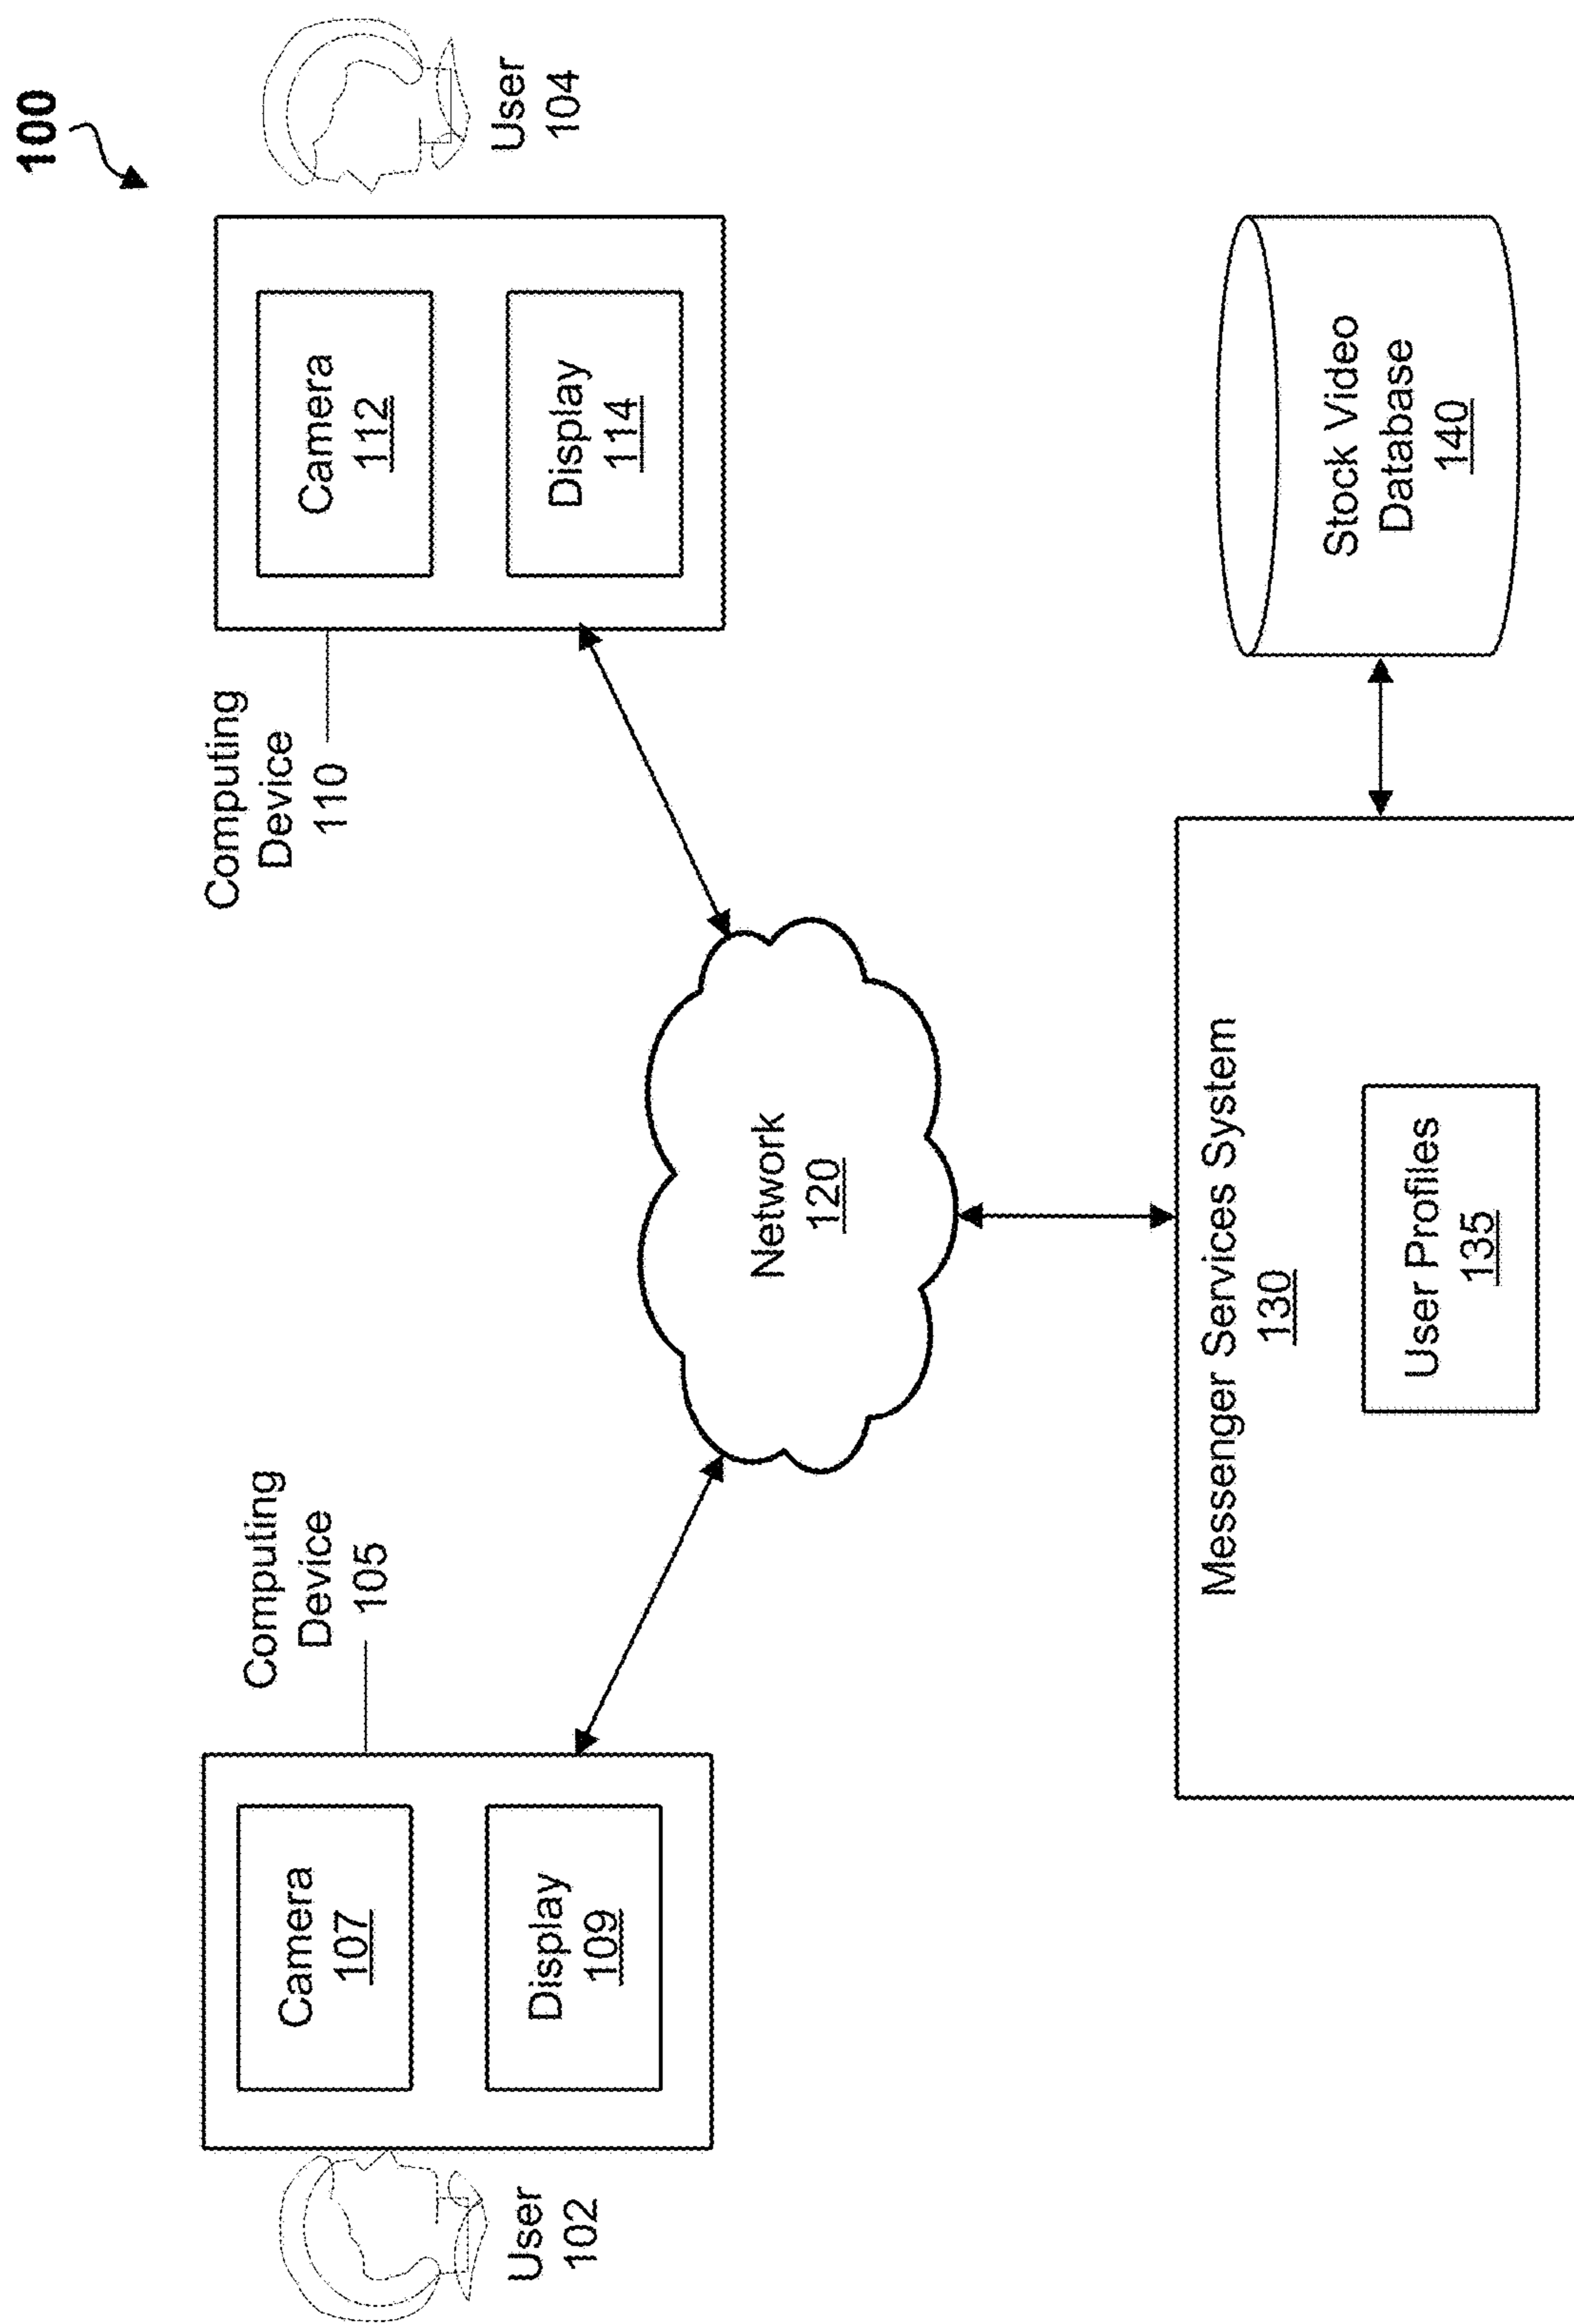 100
User
102
Camera
107
Display
109
Computing
Device
105
Computing
Device
110
Camera
112
Display
114
User
104
Network
120
Messenger Services System
130
User Profiles
135
Stock Video
Database
140